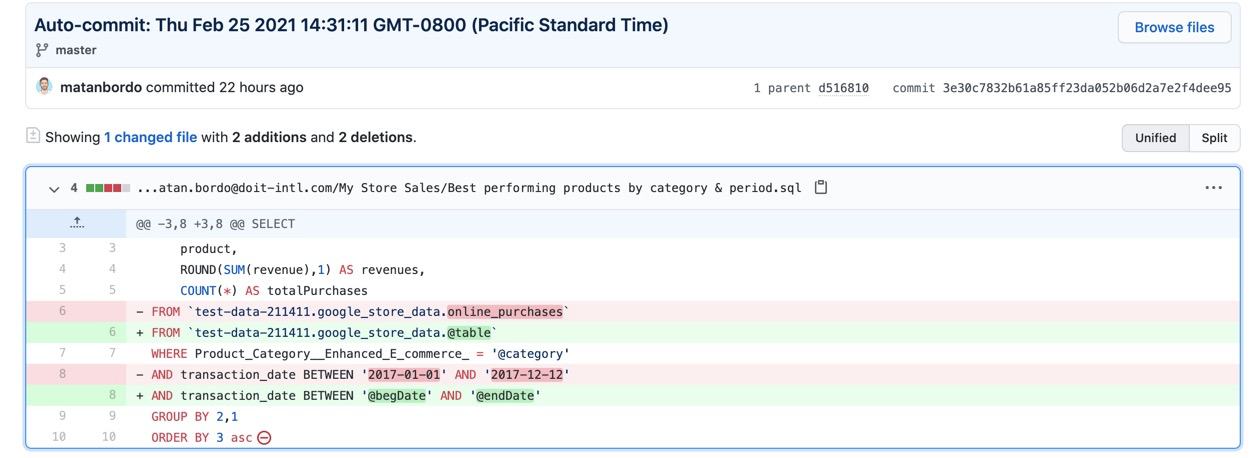 Auto-commit: Thu Feb 25 2021 14:31:11 GMT-0800 (Pacific Standard Time)
Browse files
master
matanbordo committed 22 hours ago
1 parent d516810 commit 3e30c7832b61a85ff23da052b06d2a7e2f4dee95
Showing 1 changed file with 2 additions and 2 deletions.
Unified Split
4 ...atan.bordo@doit-intl.com/My Store Sales/Best performing products by category & period.sql
@@ -3,8 +3,8 @@ SELECT
3 3 product,
4 4 ROUND(SUM(revenue),1) AS revenues,
5 5 COUNT(*) AS totalPurchases
6 - FROM `test-data-211411.google_store_data.online_purchases`
6 + FROM `test-data-211411.google_store_data.@table`
7 7 WHERE Product_Category__Enhanced_E_commerce_ = '@category'
8 - AND transaction_date BETWEEN '2017-01-01' AND '2017-12-12'
8 + AND transaction_date BETWEEN '@begDate' AND '@endDate'
9 9 GROUP BY 2,1
10 10 ORDER BY 3 asc